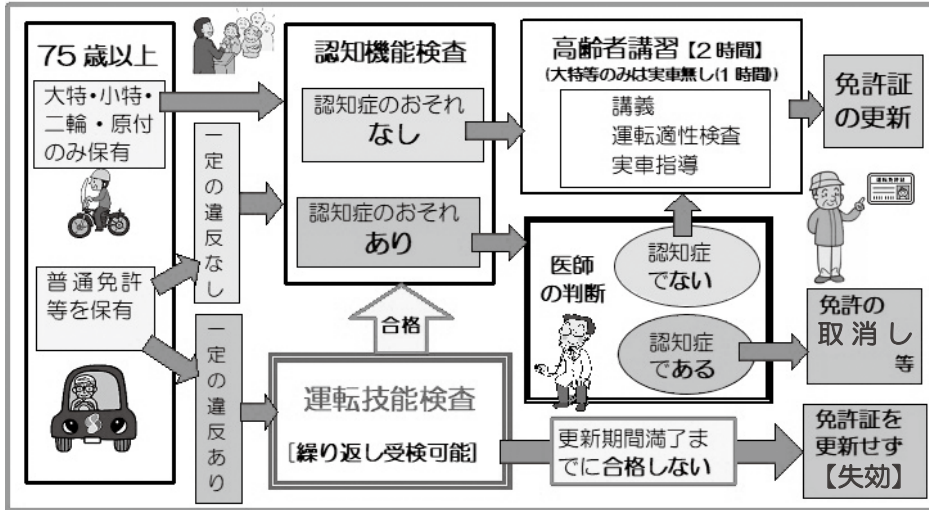 75歳以上
大特・小特・
二輪・原付
のみ保有
普通免許
等を保有
一定の違反なし
一定の違反あり
認知機能検査
認知症のおそれ
なし
認知症のおそれ
あり
合格
運転技能検査
[繰り返し受検可能]
高齢者講習【2時間】
(大特等のみは実車無し(1時間))
講義
運転適性検査
実車指導
医師
の判断
認知症
でない
認知症
である
更新期間満了ま
でに合格しない
免許証
の更新
運転免許証
免許の
取消し
等
免許証を
更新せず
【失効】